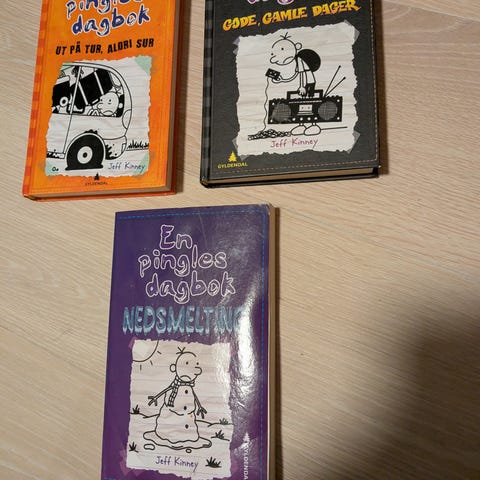 pingles
dagbok
UT PÅ TUR, ALDRI SUR
Jeff Kinney
GYLDENDAL
GODE, GAMLE DAGER
Jeff Kinney
GYLDENDAL
En
pingles
dagbok
NEDSMELTING
Jeff Kinney
GYLDENDAL